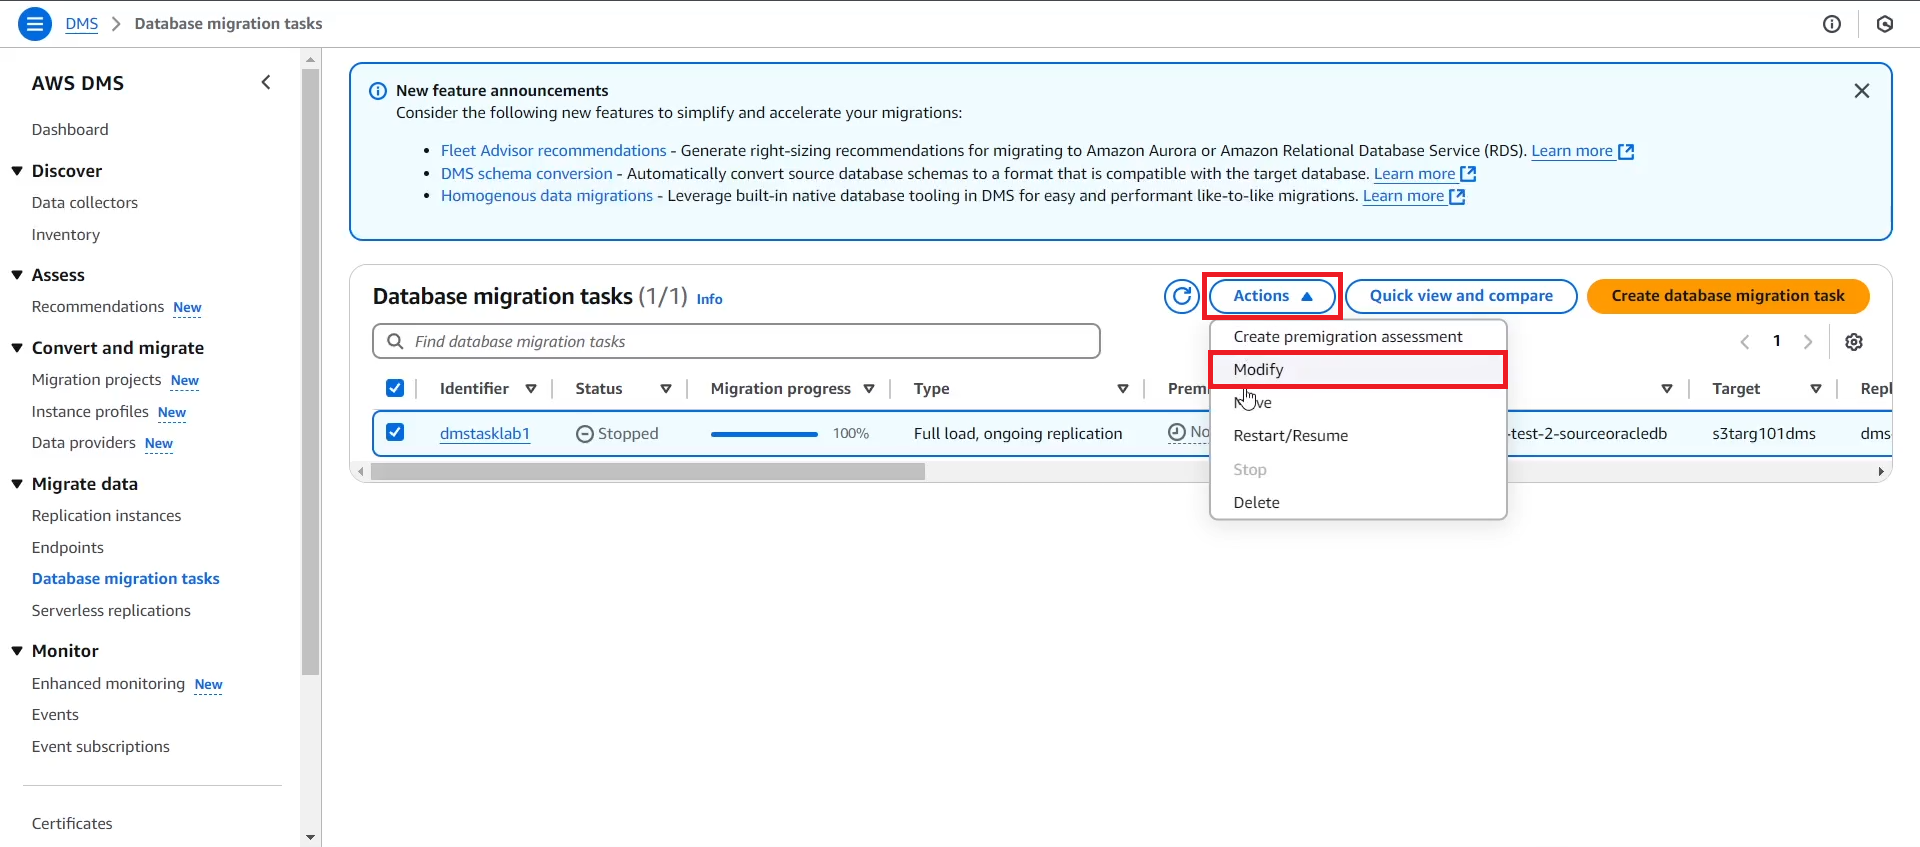 DMS > Database migration tasks
AWS DMS
Dashboard
Discover
Data collectors
Inventory
Assess
Recommendations New
Convert and migrate
Migration projects New
Instance profiles New
Data providers New
Migrate data
Replication instances
Endpoints
Database migration tasks
Serverless replications
Monitor
Enhanced monitoring New
Events
Event subscriptions
Certificates
New feature announcements
Consider the following new features to simplify and accelerate your migrations:
• Fleet Advisor recommendations - Generate right-sizing recommendations for migrating to Amazon Aurora or Amazon Relational Database Service (RDS). Learn more
• DMS schema conversion - Automatically convert source database schemas to a format that is compatible with the target database. Learn more
• Homogenous data migrations - Leverage built-in native database tooling in DMS for easy and performant like-to-like migrations. Learn more
Database migration tasks (1/1) Info
Actions
Quick view and compare
Create database migration task
Find database migration tasks
1
Identifier Status Migration progress Type Target
dmstasklab1 Stopped 100% Full load, ongoing replication -test-2-sourceoracledb s3targ101dms
Create premigration assessment
Modify
Restart/Resume
Stop
Delete